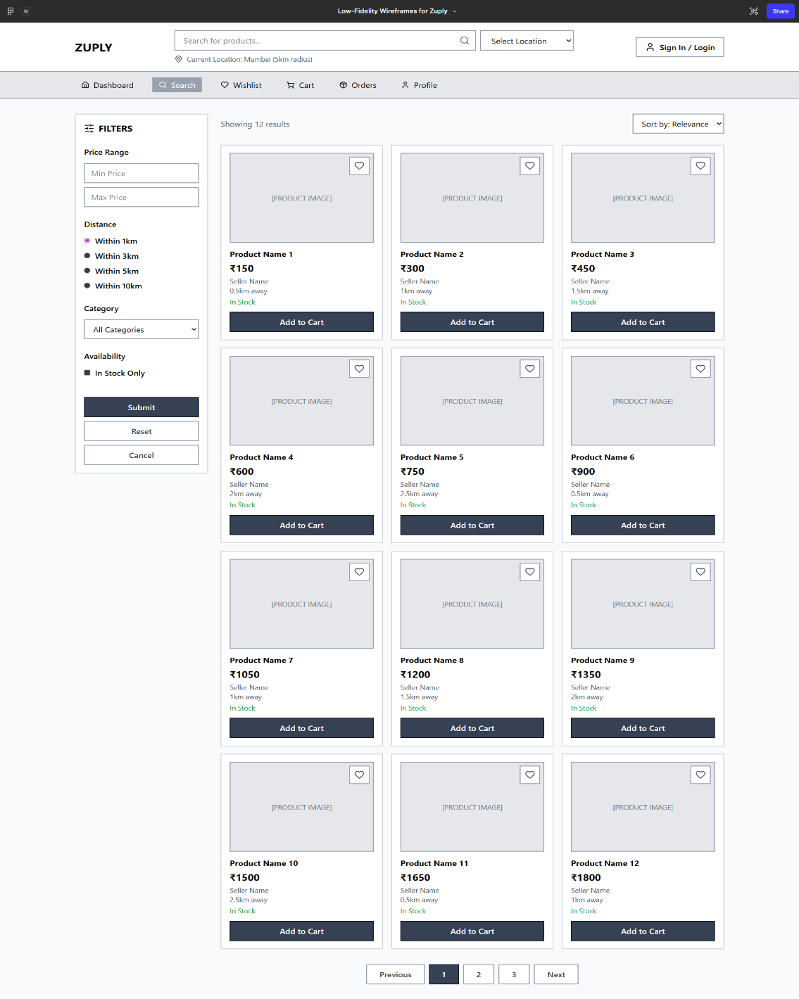 AI
Low-Fidelity Wireframes for Zuply
Share
ZUPLY
Search for products...
Select Location
Current Location: Mumbai (5km radius)
Sign In / Login
Dashboard
Search
Wishlist
Cart
Orders
Profile
FILTERS
Price Range
Min Price
Max Price
Distance
Within 1km
Within 3km
Within 5km
Within 10km
Category
All Categories
Availability
In Stock Only
Submit
Reset
Cancel
Showing 12 results
Sort by: Relevance
[PRODUCT IMAGE]
Product Name 1
₹150
Seller Name
0.5km away
In Stock
Add to Cart
[PRODUCT IMAGE]
Product Name 2
₹300
Seller Name
1km away
In Stock
Add to Cart
[PRODUCT IMAGE]
Product Name 3
₹450
Seller Name
1.5km away
In Stock
Add to Cart
[PRODUCT IMAGE]
Product Name 4
₹600
Seller Name
2km away
In Stock
Add to Cart
[PRODUCT IMAGE]
Product Name 5
₹750
Seller Name
2.5km away
In Stock
Add to Cart
[PRODUCT IMAGE]
Product Name 6
₹900
Seller Name
0.5km away
In Stock
Add to Cart
[PRODUCT IMAGE]
Product Name 7
₹1050
Seller Name
1km away
In Stock
Add to Cart
[PRODUCT IMAGE]
Product Name 8
₹1200
Seller Name
1.5km away
In Stock
Add to Cart
[PRODUCT IMAGE]
Product Name 9
₹1350
Seller Name
2km away
In Stock
Add to Cart
[PRODUCT IMAGE]
Product Name 10
₹1500
Seller Name
2.5km away
In Stock
Add to Cart
[PRODUCT IMAGE]
Product Name 11
₹1650
Seller Name
0.5km away
In Stock
Add to Cart
[PRODUCT IMAGE]
Product Name 12
₹1800
Seller Name
1km away
In Stock
Add to Cart
Previous
1
2
3
Next